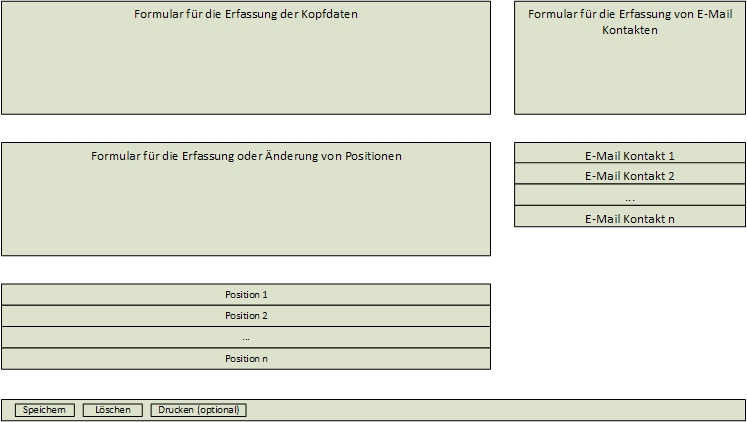 Formular für die Erfassung der Kopfdaten
Formular für die Erfassung von E-Mail
Kontakten
Formular für die Erfassung oder Änderung von Positionen
E-Mail Kontakt 1
E-Mail Kontakt 2
...
E-Mail Kontakt n
Position 1
Position 2
...
Position n
Speichern
Löschen
Drucken (optional)